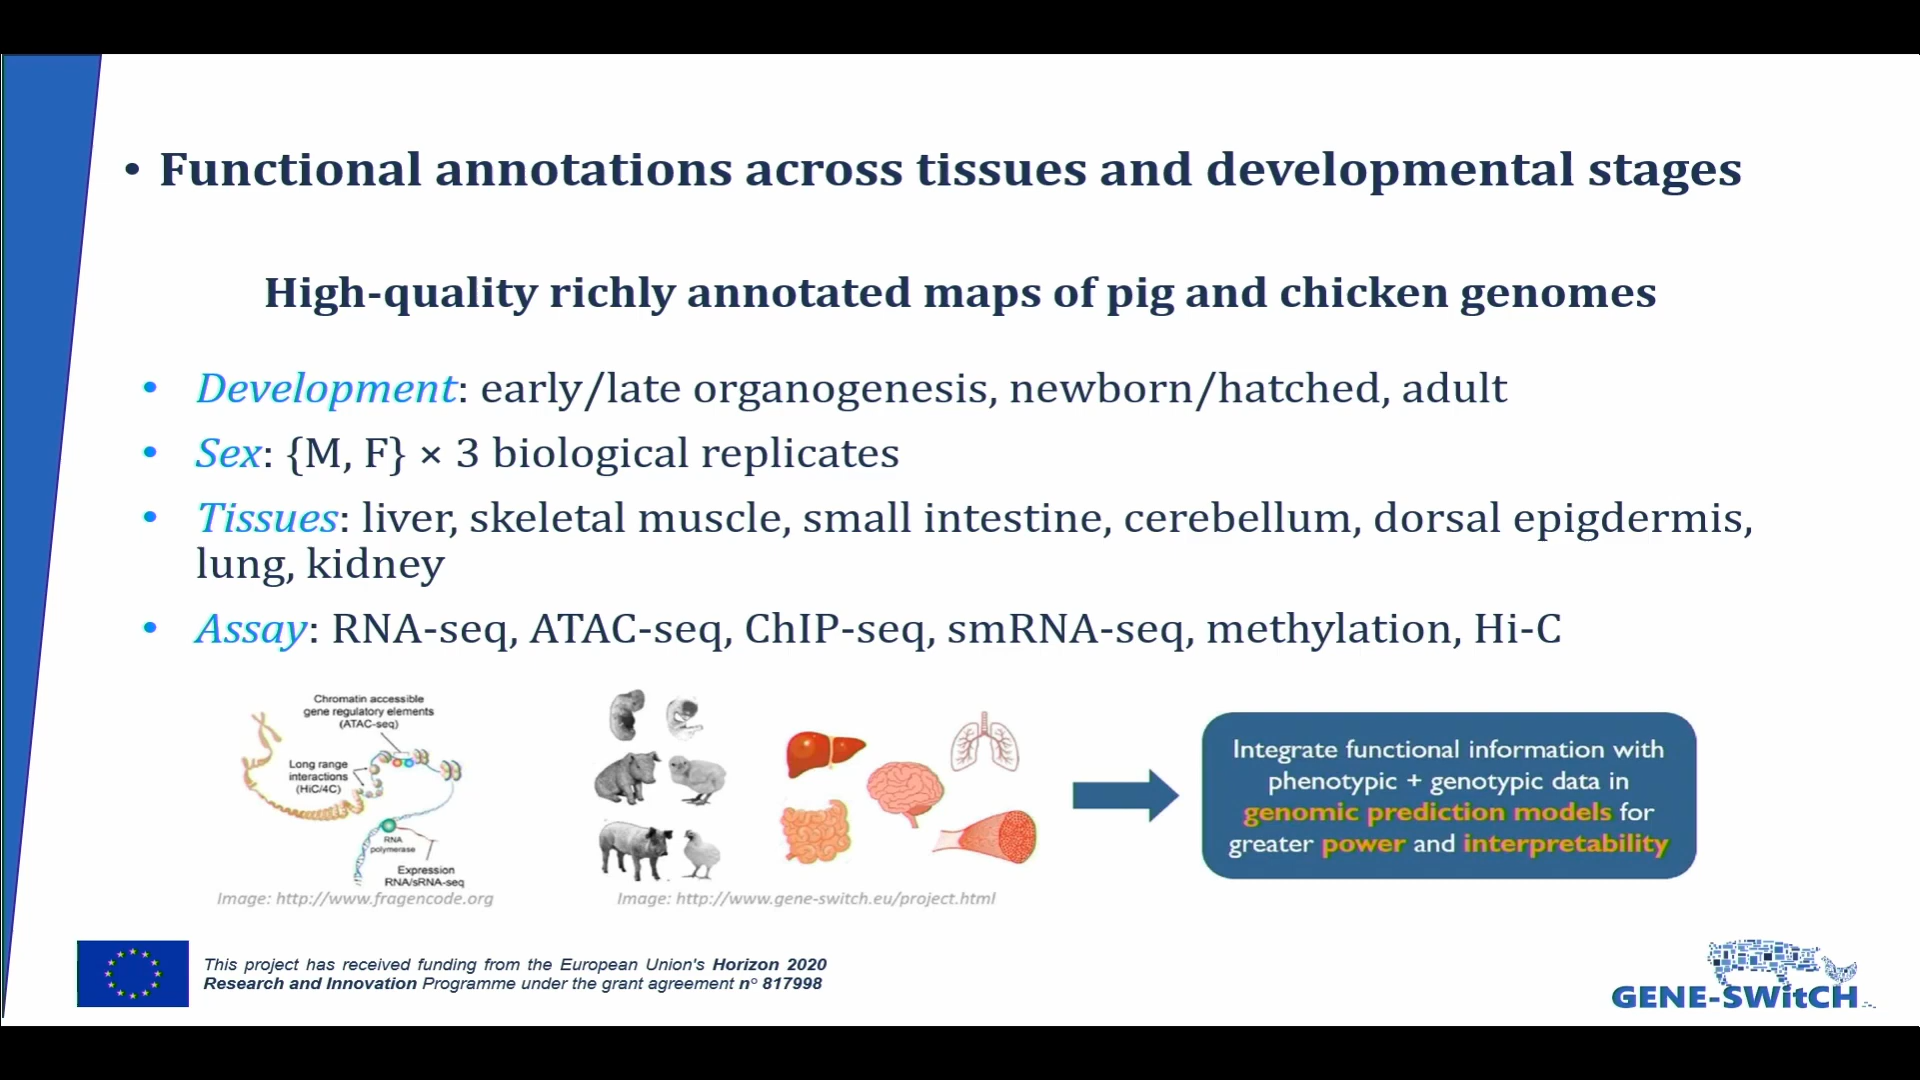 • Functional annotations across tissues and developmental stages
High-quality richly annotated maps of pig and chicken genomes
• Development: early/late organogenesis, newborn/hatched, adult
• Sex: {M, F} × 3 biological replicates
• Tissues: liver, skeletal muscle, small intestine, cerebellum, dorsal epigdermis,
lung, kidney
• Assay: RNA-seq, ATAC-seq, ChIP-seq, smRNA-seq, methylation, Hi-C
Chromatin accessible
gene regulatory elements
(ATAC-seq)
Long range
interactions
(HiC/4C)
RNA
polymerase
Expression
RNA/sRNA-seq
Image: http://www.fragencode.org
Image: http://www.gene-switch.eu/project.html
Integrate functional information with
phenotypic + genotypic data in
genomic prediction models for
greater power and interpretability
This project has received funding from the European Union's Horizon 2020
Research and Innovation Programme under the grant agreement n° 817998
GENE-SWitCH